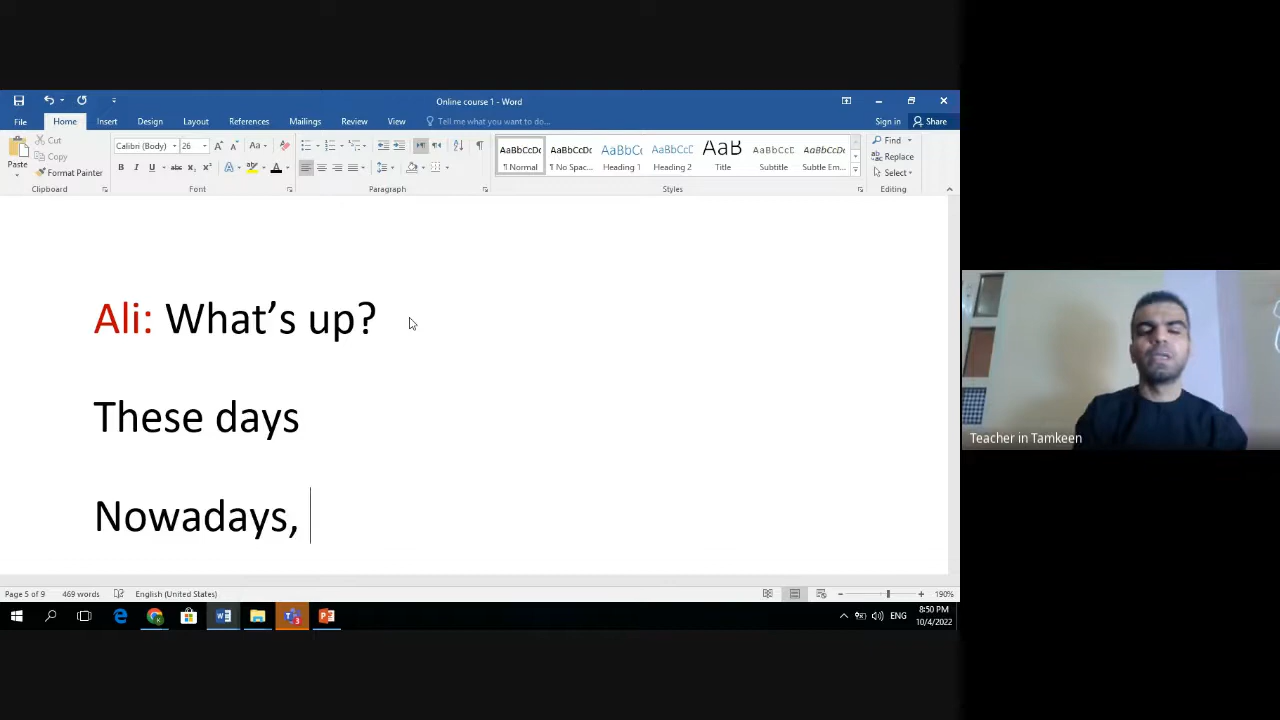 Online course 1 - Word
File Home Insert Design Layout References Mailings Review View Tell me what you want to do... Sign in Share
Paste
Cut
Copy
Format Painter
Clipboard
Calibri (Body) 26
Font
Paragraph
AaBbCcDc AaBbCcDc AaBbCc AaBbCcC AaB AaBbCcC AaBbCcDc
¶ Normal ¶ No Spac... Heading 1 Heading 2 Title Subtitle Subtle Em...
Styles
Find
Replace
Select
Editing
Ali: What’s up?
These days
Nowadays,
Teacher in Tamkeen
Page 5 of 9 469 words English (United States) 190%
ENG 8:50 PM
10/4/2022